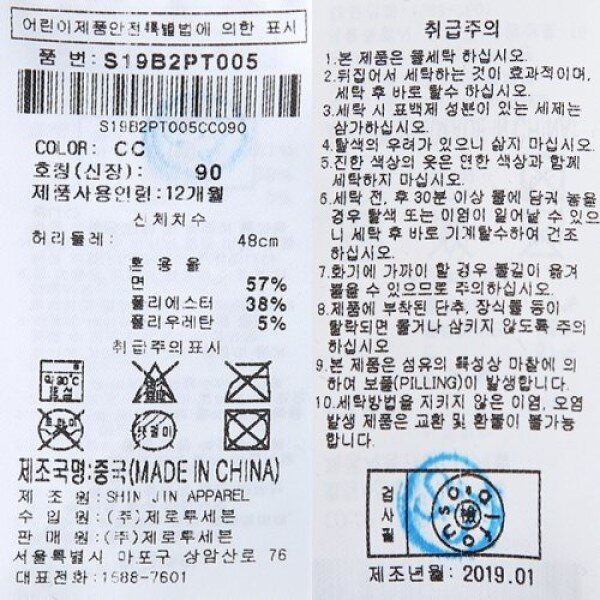 어린이제품안전특별법에 의한 표시
품 번: S19B2PT005
S19B2PT005CC090
COLOR: CC
호칭(신장): 90
제품사용연령: 12개월
신체치수
허리둘레: 48cm
혼용율
면 57%
폴리에스터 38%
폴리우레탄 5%
취급주의표시
제조국명:중국(MADE IN CHINA)
제 조 원: SHIN JIN APPAREL
수 입 원: (주)제로투세븐
판 매 원: (주)제로투세븐
서울특별시 마포구 상암산로 76
대표전화: 1588-7601
취급주의
1.본 제품은 물세탁 하십시오.
2.뒤집어서 세탁하는 것이 효과적이며,
세탁 후 바로 탈수 하십시오.
3.세탁 시 표백제 성분이 있는 세제는
삼가하십시오.
4.탈색의 우려가 있으니 삶지 마십시오.
5.진한 색상의 옷은 연한 색상과 함께
세탁하지 마십시오.
6.세탁 전, 후 30분 이상 물에 담궈 놓을
경우 탈색 또는 이염이 일어날 수 있으
니 세탁 후 바로 기계탈수하여 건조
하십시오.
7.화기에 가까이 할 경우 불길이 옮겨
붙을 수 있으므로 주의하십시오.
8.제품에 부착된 단추, 장식물 등이
탈락되면 물거나 삼키지 않도록 주의
하십시오
9.본 제품은 섬유의 특성상 마찰에 의
하여 보풀(PILLING)이 발생합니다.
10.세탁방법을 지키지 않은 이염, 오염
발생 제품은 교환 및 환불이 불가능
합니다.
검사필
제조년월: 2019.01